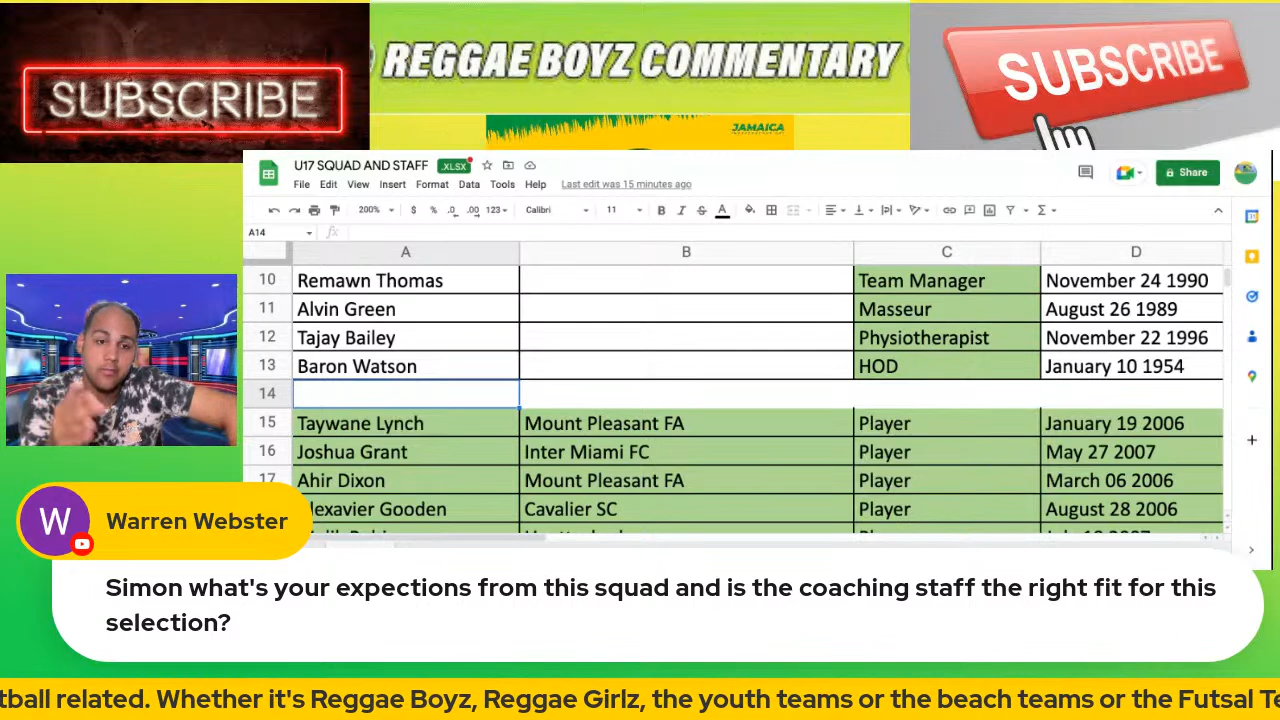 SUBSCRIBE
REGGAE BOYZ COMMENTARY
SUBSCRIBE
JAMAICA
U17 SQUAD AND STAFF .XLSX
File Edit View Insert Format Data Tools Help Last edit was 15 minutes ago
Share
200% $ % .0 .00 123 Calibri 11 B I S A
A14 fx
A B C D
10 Remawn Thomas Team Manager November 24 1990
11 Alvin Green Masseur August 26 1989
12 Tajay Bailey Physiotherapist November 22 1996
13 Baron Watson HOD January 10 1954
14
15 Taywane Lynch Mount Pleasant FA Player January 19 2006
16 Joshua Grant Inter Miami FC Player May 27 2007
17 Ahir Dixon Mount Pleasant FA Player March 06 2006
lexavier Gooden Cavalier SC Player August 28 2006
W Warren Webster
Simon what's your expections from this squad and is the coaching staff the right fit for this
selection?
tball related. Whether it's Reggae Boyz, Reggae Girlz, the youth teams or the beach teams or the Futsal Te